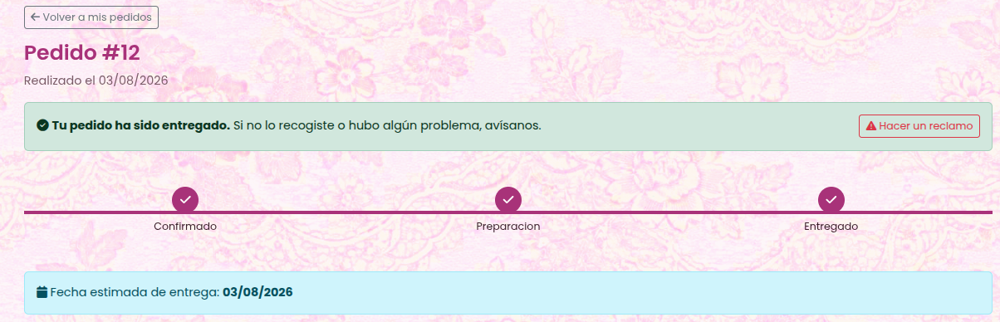 ← Volver a mis pedidos
Pedido #12
Realizado el 03/08/2026
Tu pedido ha sido entregado. Si no lo recogiste o hubo algún problema, avísanos.
Hacer un reclamo
Confirmado
Preparacion
Entregado
Fecha estimada de entrega: 03/08/2026